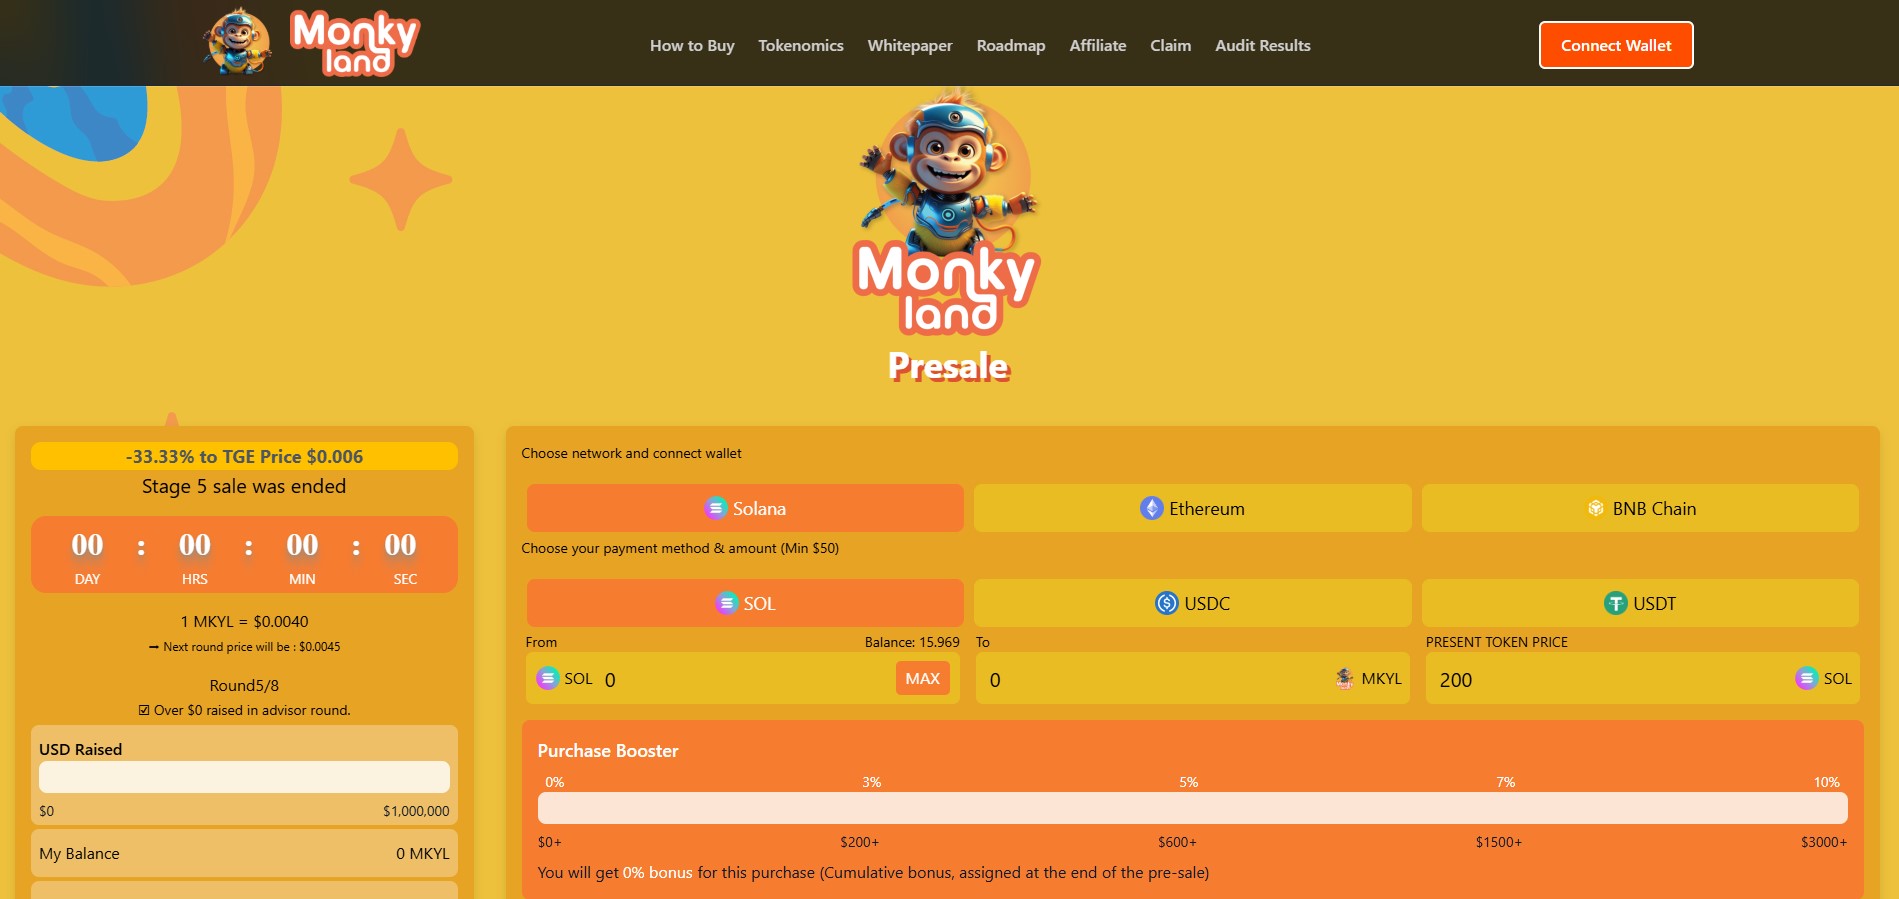 Monky
land
How to Buy
Tokenomics
Whitepaper
Roadmap
Affiliate
Claim
Audit Results
Connect Wallet
Monky
land
Presale
-33.33% to TGE Price $0.006
Stage 5 sale was ended
00 : 00 : 00 : 00
DAY HRS MIN SEC
1 MKYL = $0.0040
➞ Next round price will be : $0.0045
Round5/8
☑ Over $0 raised in advisor round.
USD Raised
$0 $1,000,000
My Balance 0 MKYL
Choose network and connect wallet
Solana
Ethereum
BNB Chain
Choose your payment method & amount (Min $50)
SOL
USDC
USDT
From Balance: 15.969
SOL 0 MAX
To
0 MKYL
PRESENT TOKEN PRICE
200 SOL
Purchase Booster
0% 3% 5% 7% 10%
$0+ $200+ $600+ $1500+ $3000+
You will get 0% bonus for this purchase (Cumulative bonus, assigned at the end of the pre-sale)